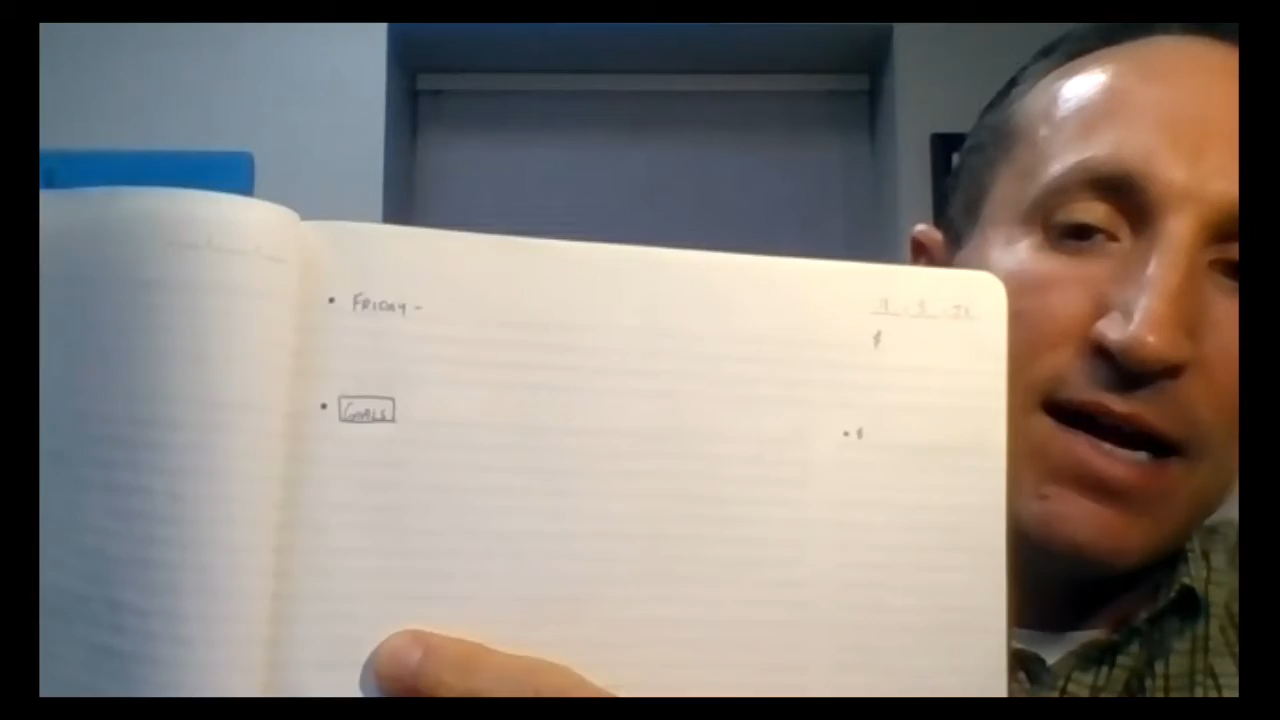 • FRIDAY -
$
• GOALS
• $